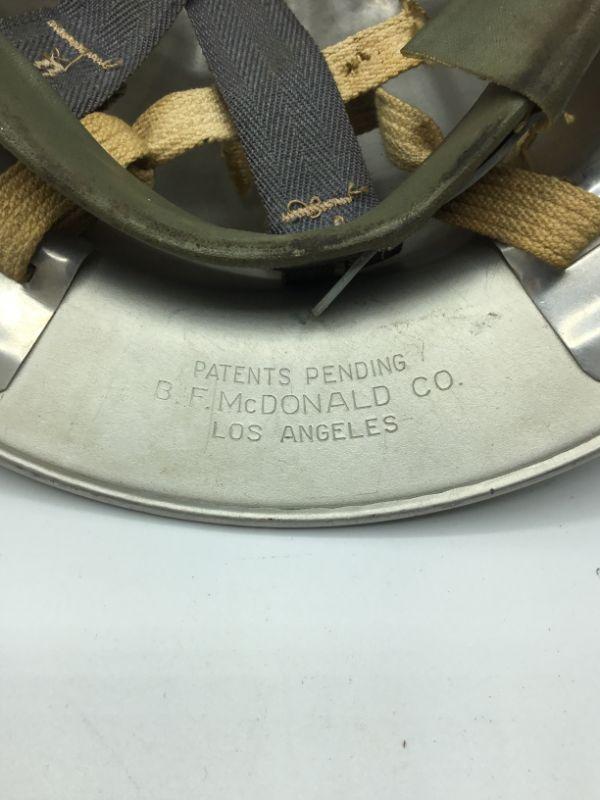 PATENTS PENDING
B. F. McDONALD CO.
LOS ANGELES